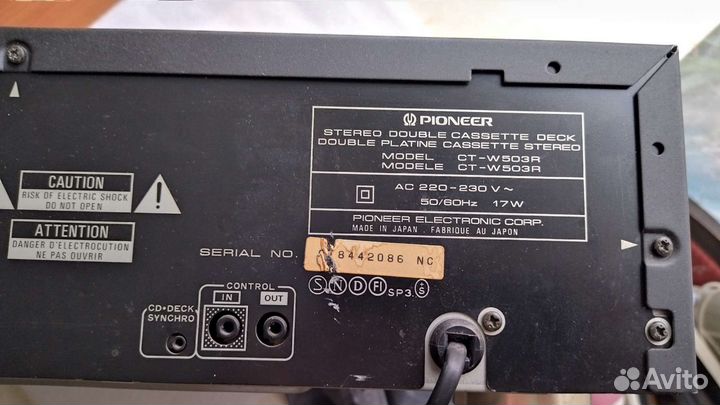 PIONEER
STEREO DOUBLE CASSETTE DECK
DOUBLE PLATINE CASSETTE STEREO
MODEL CT-W503R
MODELE CT-W503R
AC 220-230 V~
50/60Hz 17W
PIONEER ELECTRONIC CORP.
MADE IN JAPAN . FABRIQUE AU JAPON
CAUTION
RISK OF ELECTRIC SHOCK
DO NOT OPEN
ATTENTION
DANGER D'ELECTROCUTION
NE PAS OUVRIR
SERIAL NO.
8442086 NC
S N D FI SP3. S
CONTROL
IN
OUT
CD•DECK
SYNCHRO
Avito